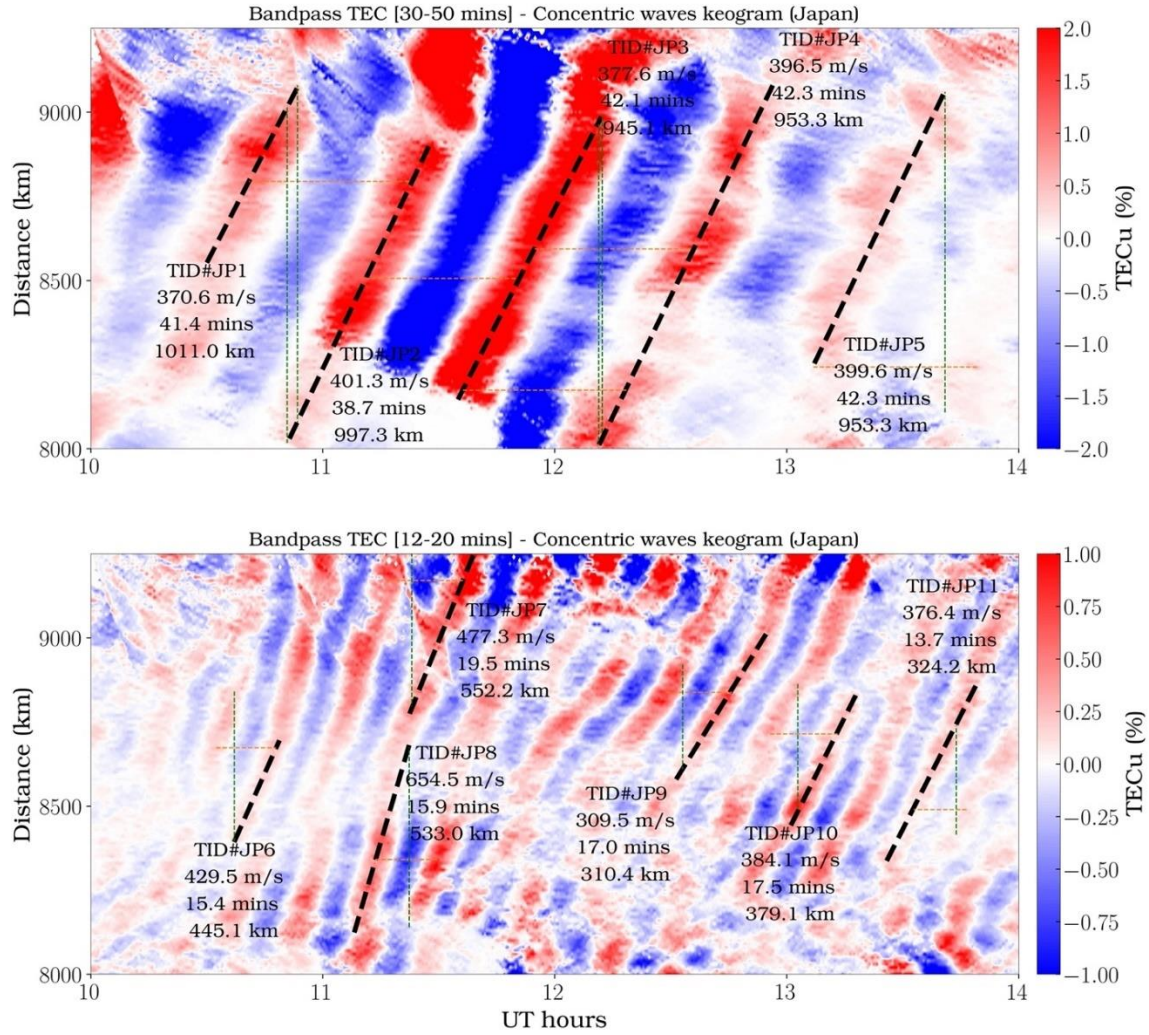 Bandpass TEC [30-50 mins] - Concentric waves keogram (Japan)
Distance (km)
9000
8500
8000
10
11
12
13
14
TID#JP1
370.6 m/s
41.4 mins
1011.0 km
TID#JP2
401.3 m/s
38.7 mins
997.3 km
TID#JP3
377.6 m/s
42.1 mins
945.1 km
TID#JP4
396.5 m/s
42.3 mins
953.3 km
TID#JP5
399.6 m/s
42.3 mins
953.3 km
2.0
1.5
1.0
0.5
0.0
−0.5
−1.0
−1.5
−2.0
TECu (%)
Bandpass TEC [12-20 mins] - Concentric waves keogram (Japan)
Distance (km)
9000
8500
8000
10
11
12
13
14
UT hours
TID#JP6
429.5 m/s
15.4 mins
445.1 km
TID#JP7
477.3 m/s
19.5 mins
552.2 km
TID#JP8
654.5 m/s
15.9 mins
533.0 km
TID#JP9
309.5 m/s
17.0 mins
310.4 km
TID#JP10
384.1 m/s
17.5 mins
379.1 km
TID#JP11
376.4 m/s
13.7 mins
324.2 km
1.00
0.75
0.50
0.25
0.00
−0.25
−0.50
−0.75
−1.00
TECu (%)